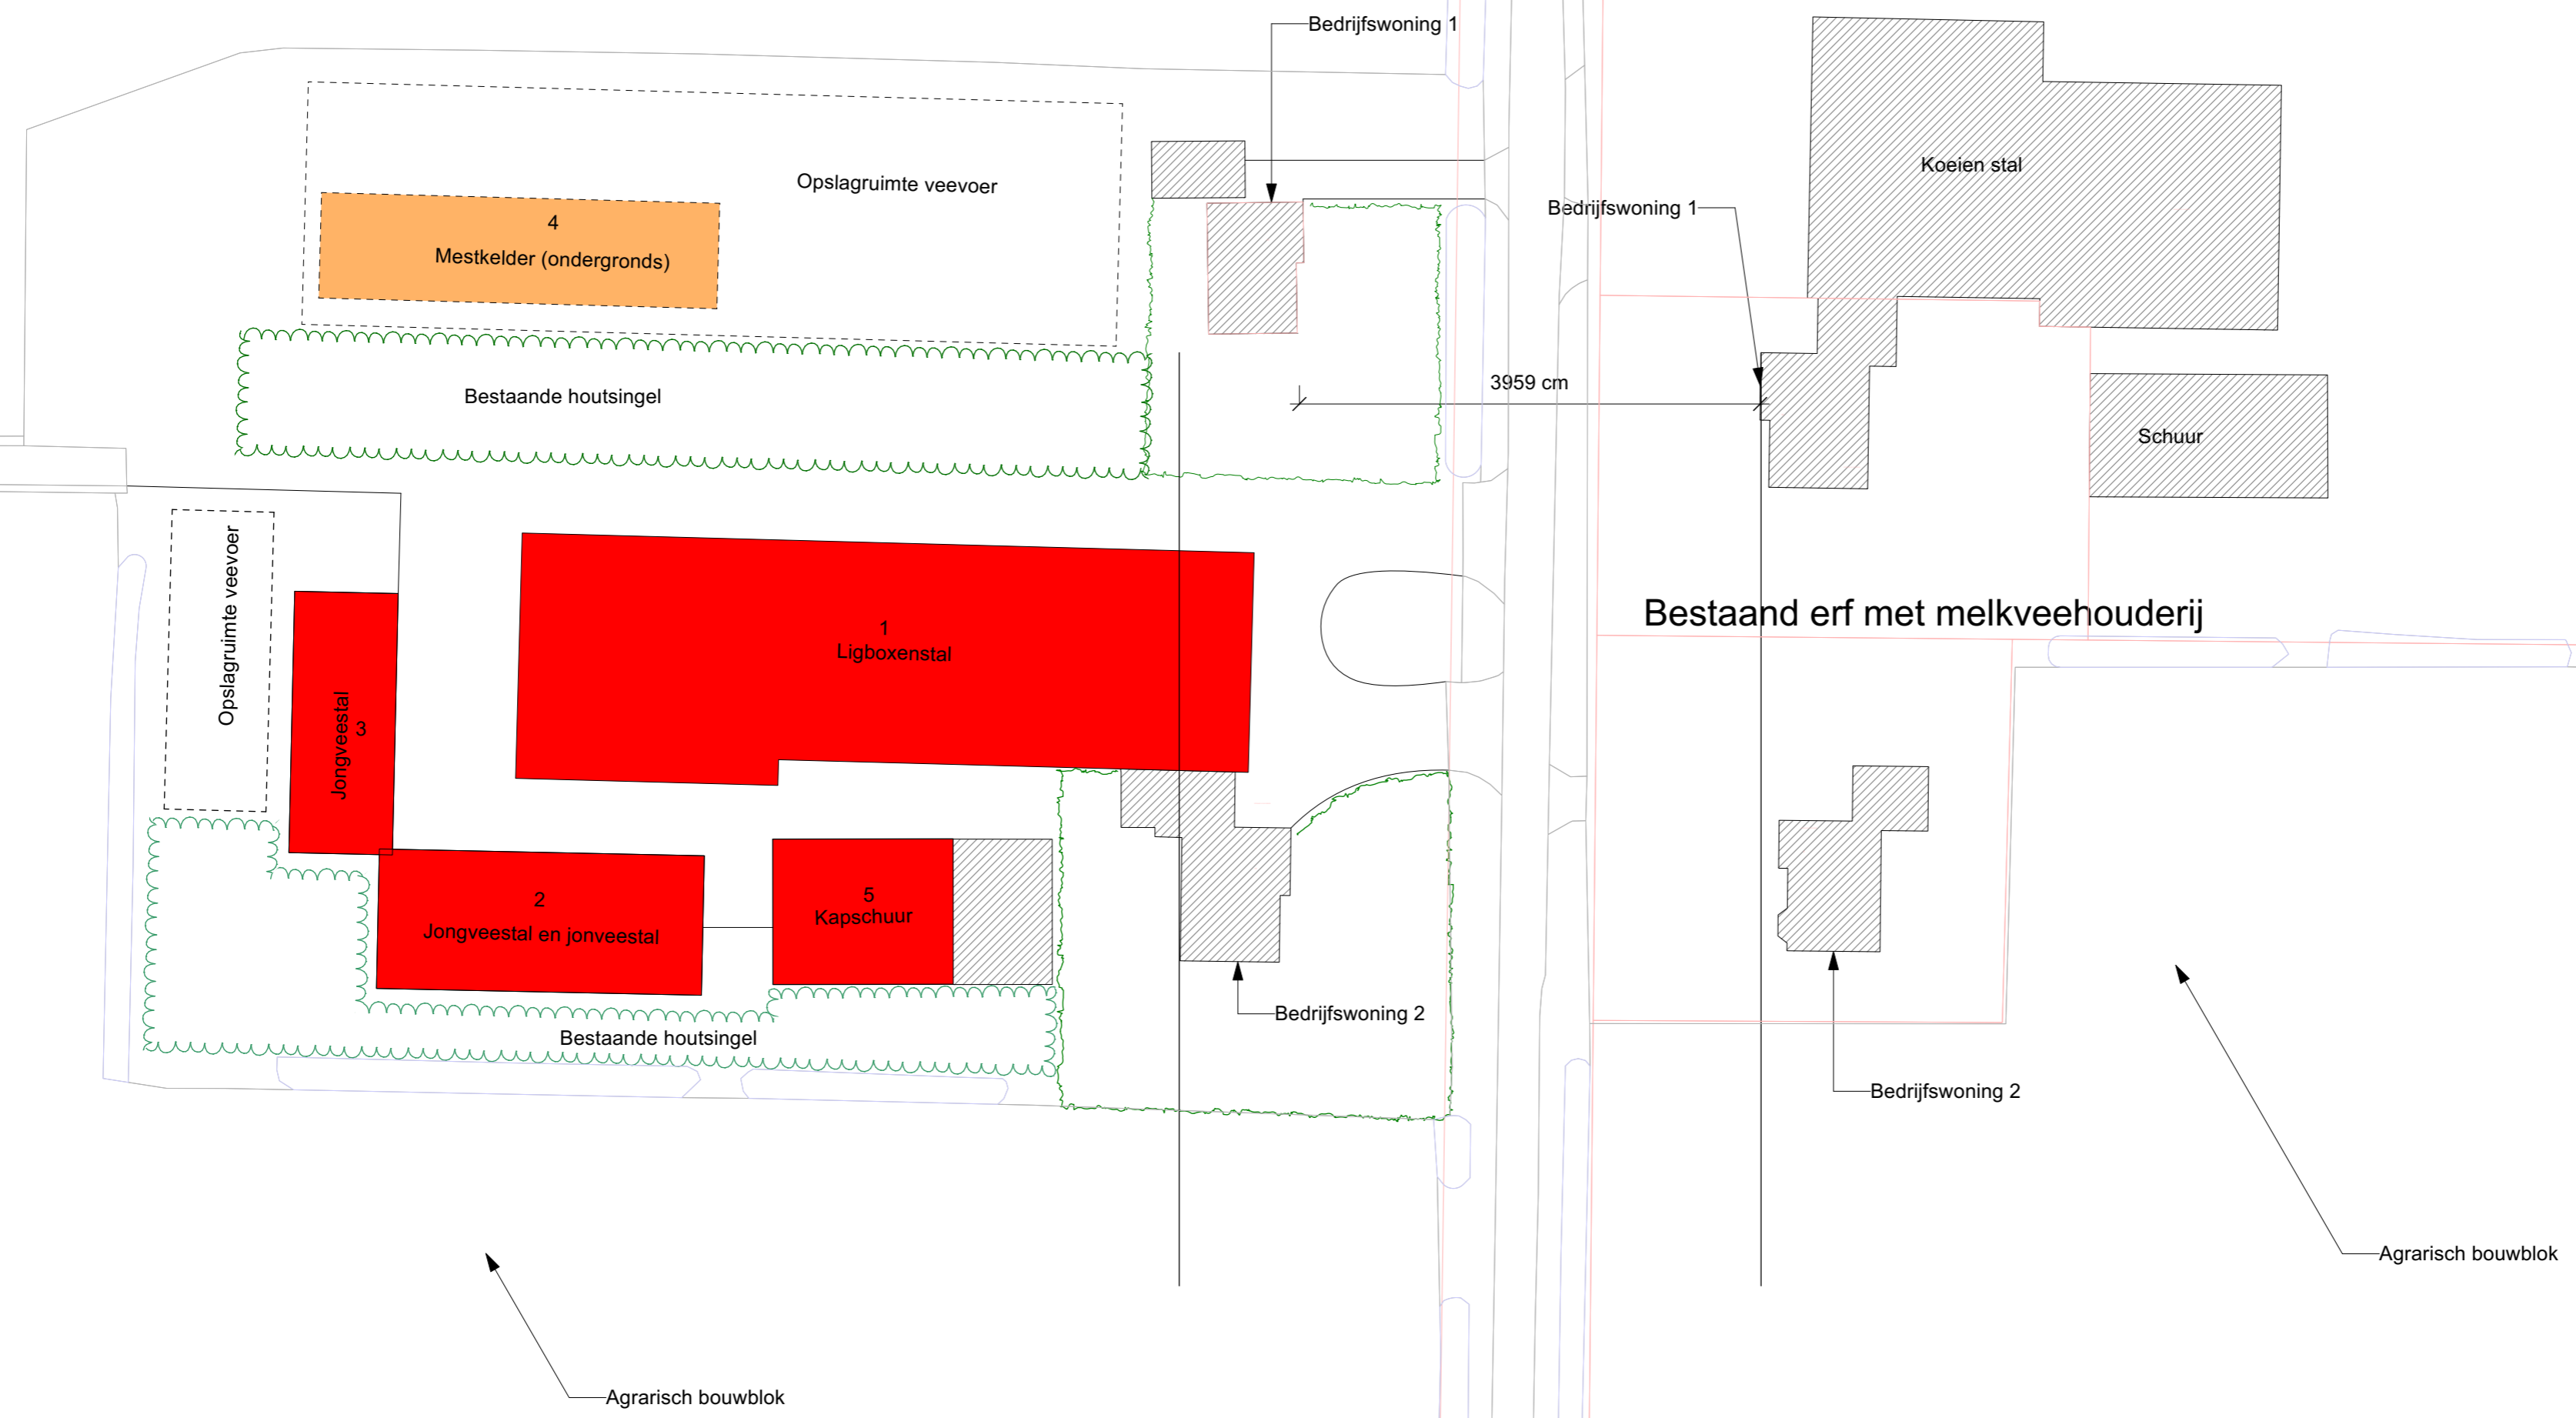 Bedrijfswoning 1
Opslagruimte veevoer
Koeien stal
4
Mestkelder (ondergronds)
Bedrijfswoning 1
3959 cm
Bestaande houtsingel
Schuur
Opslagruimte veevoer
Bestaand erf met melkveehouderij
1
Ligboxenstal
Jongveestal
3
2
Jongveestal en jonveestal
5
Kapschuur
Bedrijfswoning 2
Bestaande houtsingel
Bedrijfswoning 2
Agrarisch bouwblok
Agrarisch bouwblok